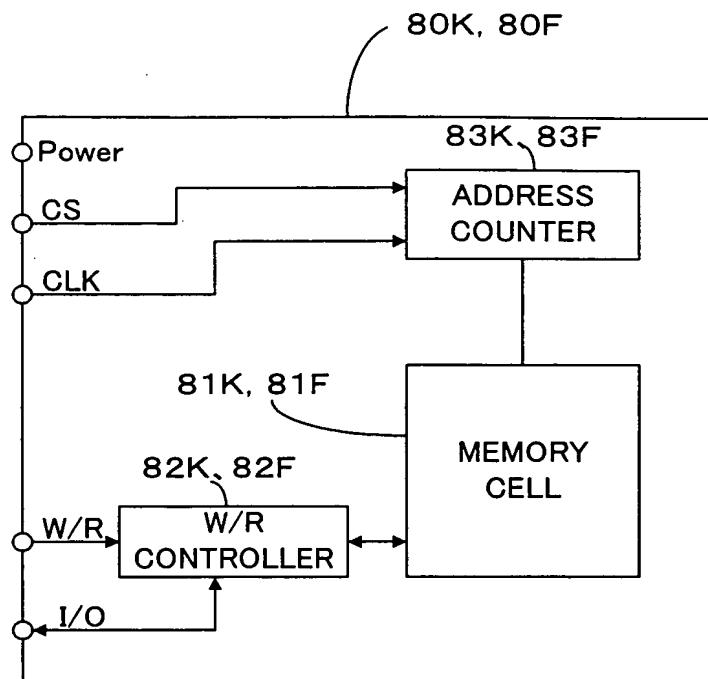 80K, 80F
Power
83K、83F
CS
ADDRESS
COUNTER
CLK
81K, 81F
MEMORY
CELL
82K、82F
W/R
W/R
CONTROLLER
I/O